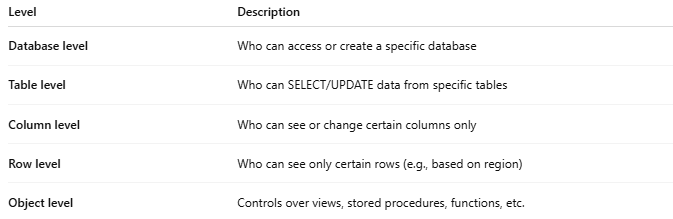 Level Description
Database level Who can access or create a specific database
Table level Who can SELECT/UPDATE data from specific tables
Column level Who can see or change certain columns only
Row level Who can see only certain rows (e.g., based on region)
Object level Controls over views, stored procedures, functions, etc.